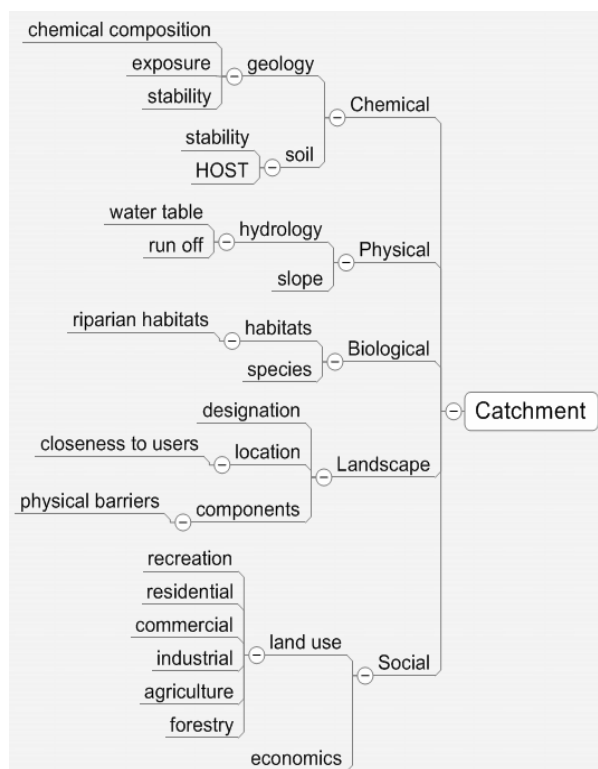 chemical composition
exposure
geology
stability
Chemical
stability
soil
HOST
water table
hydrology
run off
Physical
slope
riparian habitats
habitats
Biological
species
designation
closeness to users
location
Landscape
physical barriers
components
Catchment
recreation
residential
commercial
land use
industrial
Social
agriculture
forestry
economics